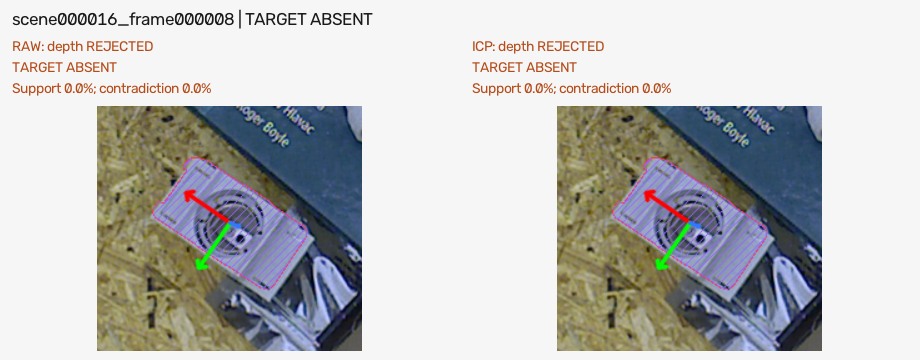 scene000016_frame000008 | TARGET ABSENT
RAW: depth REJECTED
TARGET ABSENT
Support 0.0%; contradiction 0.0%
ICP: depth REJECTED
TARGET ABSENT
Support 0.0%; contradiction 0.0%
Hlavac
Roger Boyle
Hlavac
Roger Boyle